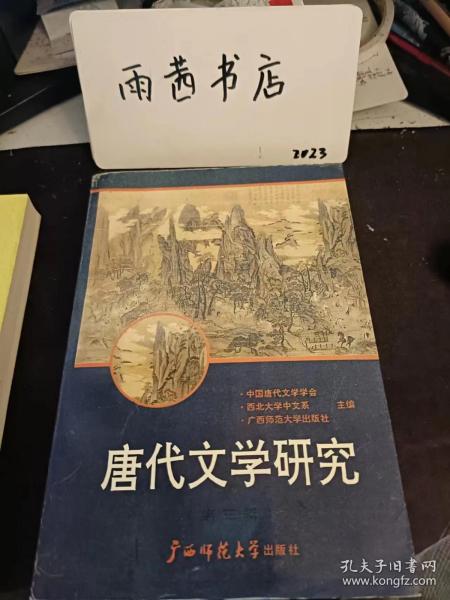 雨茜书店
2023
·中国唐代文学学会
·西北大学中文系 主编
·广西师范大学出版社
唐代文学研究
广西师范大学出版社
孔夫子旧书网
www.kongfz.com